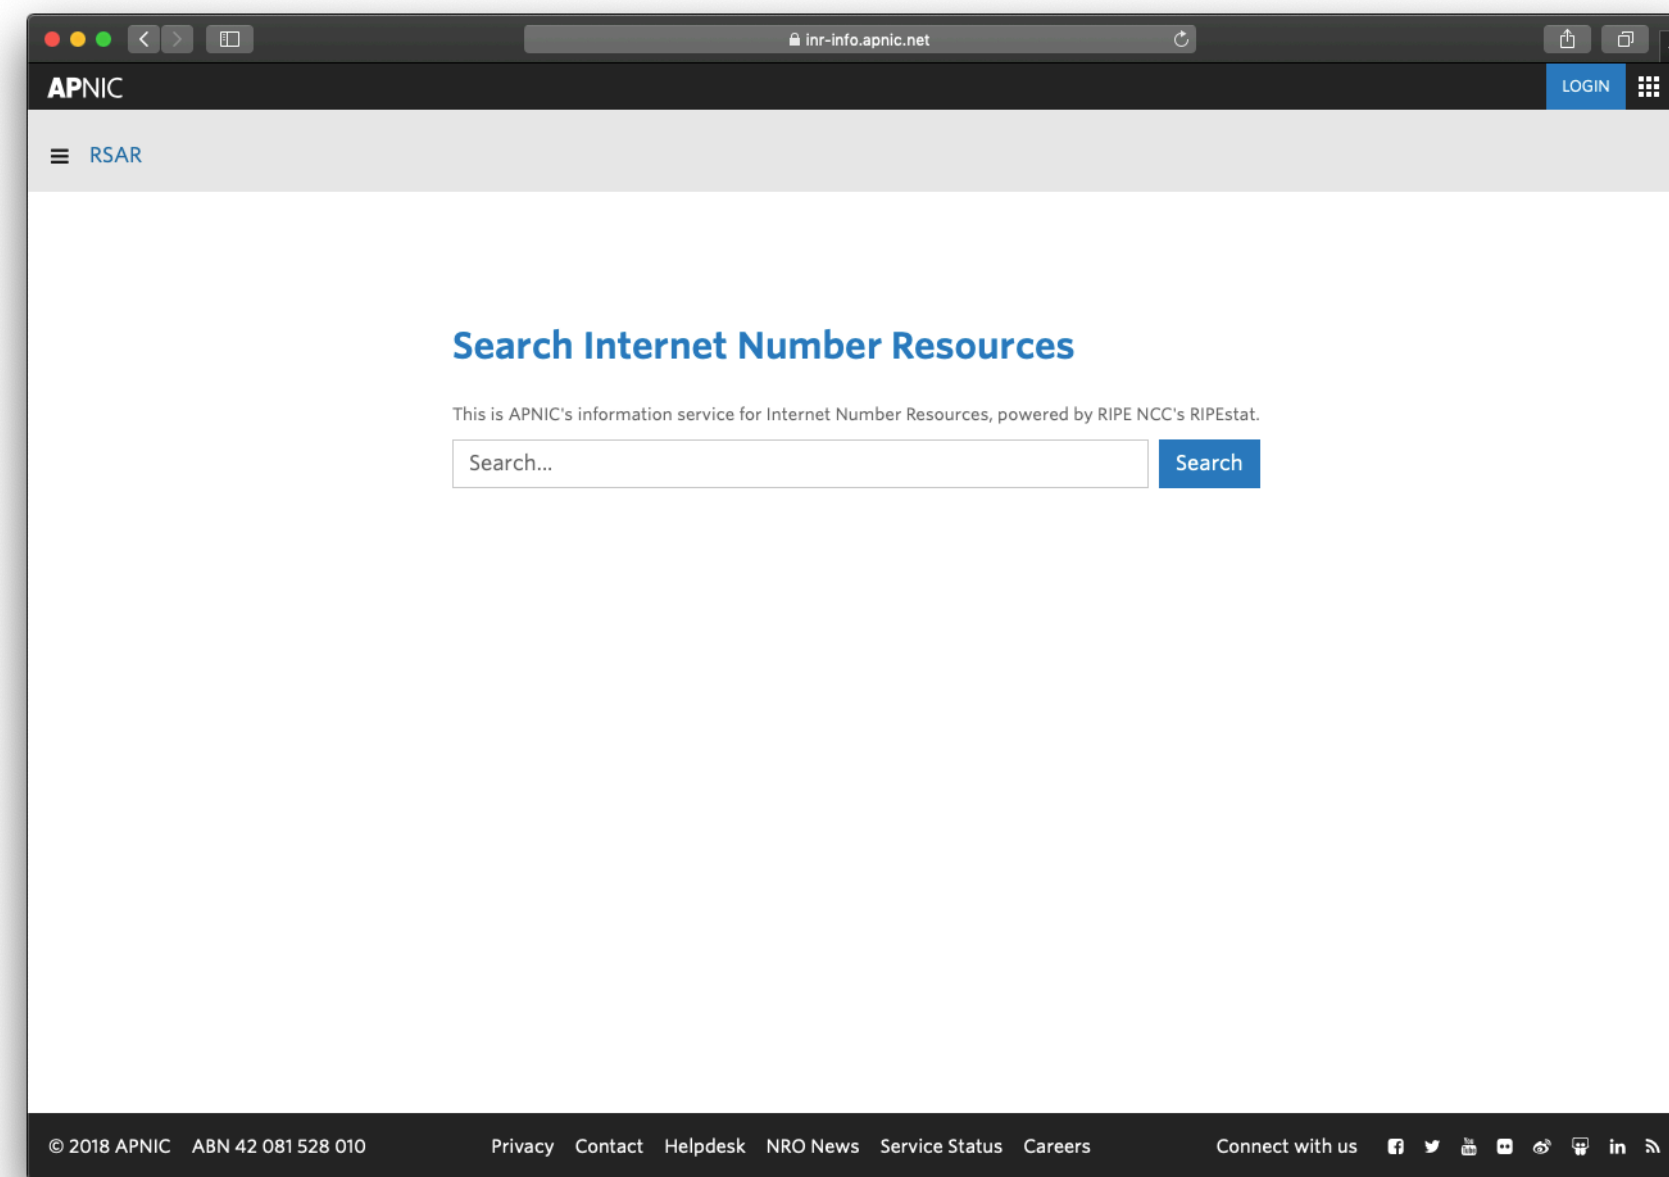 inr-info.apnic.net
APNIC
LOGIN
RSAR
Search Internet Number Resources
This is APNIC's information service for Internet Number Resources, powered by RIPE NCC's RIPEstat.
Search...
Search
© 2018 APNIC ABN 42 081 528 010 Privacy Contact Helpdesk NRO News Service Status Careers Connect with us